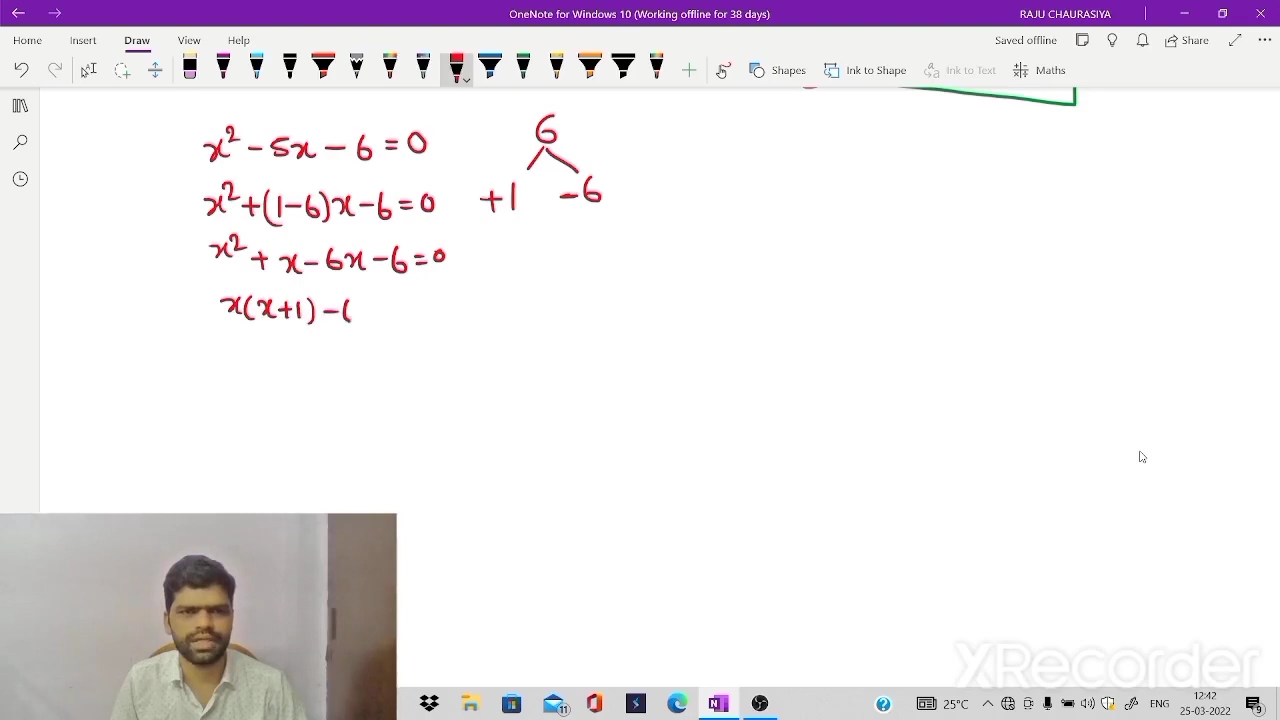 OneNote for Windows 10 (Working offline for 38 days)
RAJU CHAURASIYA
Home Insert Draw View Help
Saved offline Share
Shapes Ink to Shape Ink to Text Maths
x² - 5x - 6 = 0
6
x² + (1-6)x - 6 = 0
+1 -6
x² + x - 6x - 6 = 0
x(x+1) - (
XRecorder
11
25°C
ENG
12:42
25-03-2022
9